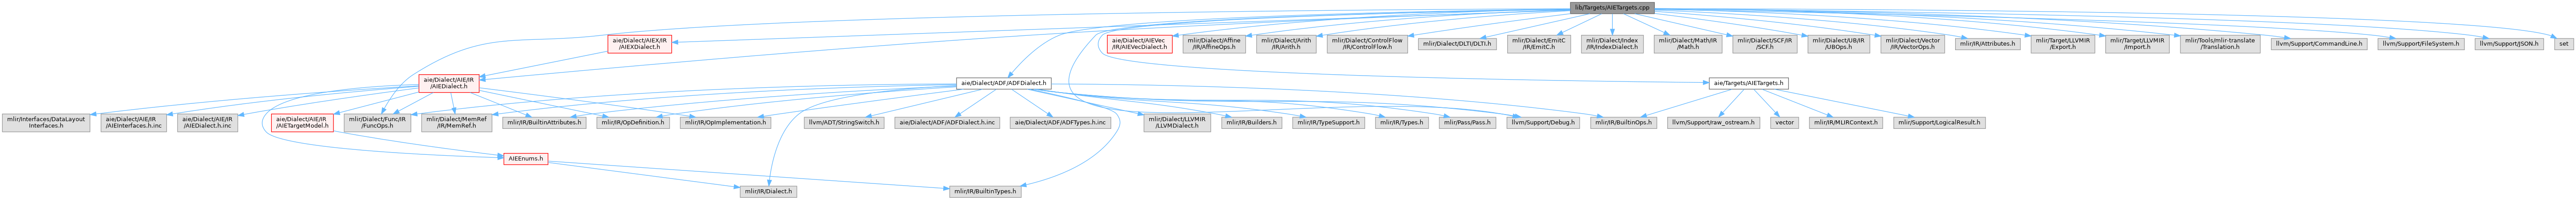 lib/Targets/AIETargets.cpp
aie/Dialect/AIEX/IR
/AIEXDialect.h
aie/Dialect/AIEVec
/IR/AIEVecDialect.h
mlir/Dialect/Affine
/IR/AffineOps.h
mlir/Dialect/Arith
/IR/Arith.h
mlir/Dialect/ControlFlow
/IR/ControlFlow.h
mlir/Dialect/DLTI/DLTI.h
mlir/Dialect/EmitC
/IR/EmitC.h
mlir/Dialect/Index
/IR/IndexDialect.h
mlir/Dialect/Math/IR
/Math.h
mlir/Dialect/SCF/IR
/SCF.h
mlir/Dialect/UB/IR
/UBOps.h
mlir/Dialect/Vector
/IR/VectorOps.h
mlir/IR/Attributes.h
mlir/Target/LLVMIR
/Export.h
mlir/Target/LLVMIR
/Import.h
mlir/Tools/mlir-translate
/Translation.h
llvm/Support/CommandLine.h
llvm/Support/FileSystem.h
llvm/Support/JSON.h
set
aie/Dialect/AIE/IR
/AIEDialect.h
aie/Dialect/ADF/ADFDialect.h
aie/Targets/AIETargets.h
mlir/Interfaces/DataLayout
Interfaces.h
aie/Dialect/AIE/IR
/AIEInterfaces.h.inc
aie/Dialect/AIE/IR
/AIEDialect.h.inc
aie/Dialect/AIE/IR
/AIETargetModel.h
mlir/Dialect/Func/IR
/FuncOps.h
mlir/Dialect/MemRef
/IR/MemRef.h
mlir/IR/BuiltinAttributes.h
mlir/IR/OpDefinition.h
mlir/IR/OpImplementation.h
llvm/ADT/StringSwitch.h
aie/Dialect/ADF/ADFDialect.h.inc
aie/Dialect/ADF/ADFTypes.h.inc
mlir/Dialect/LLVMIR
/LLVMDialect.h
mlir/IR/Builders.h
mlir/IR/TypeSupport.h
mlir/IR/Types.h
mlir/Pass/Pass.h
llvm/Support/Debug.h
mlir/IR/BuiltinOps.h
llvm/Support/raw_ostream.h
vector
mlir/IR/MLIRContext.h
mlir/Support/LogicalResult.h
AIEEnums.h
mlir/IR/Dialect.h
mlir/IR/BuiltinTypes.h